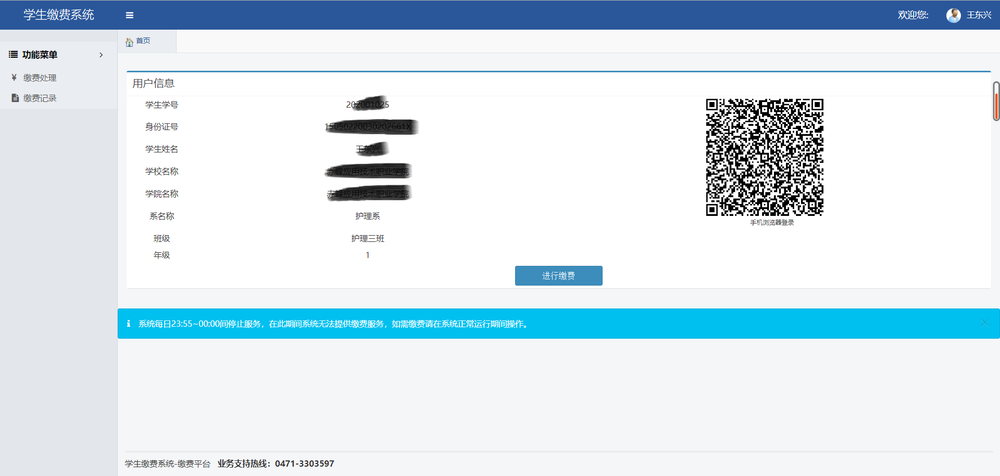 学生缴费系统
欢迎您:
王东兴
首页
功能菜单
¥ 缴费处理
缴费记录
用户信息
学生学号
身份证号
学生姓名
学校名称
学院名称
系名称 护理系
班级 护理三班
年级 1
手机浏览器登录
进行缴费
系统每日23:55~00:00间停止服务，在此期间系统无法提供缴费服务，如需缴费请在系统正常运行期间操作。
学生缴费系统-缴费平台 业务支持热线：0471-3303597